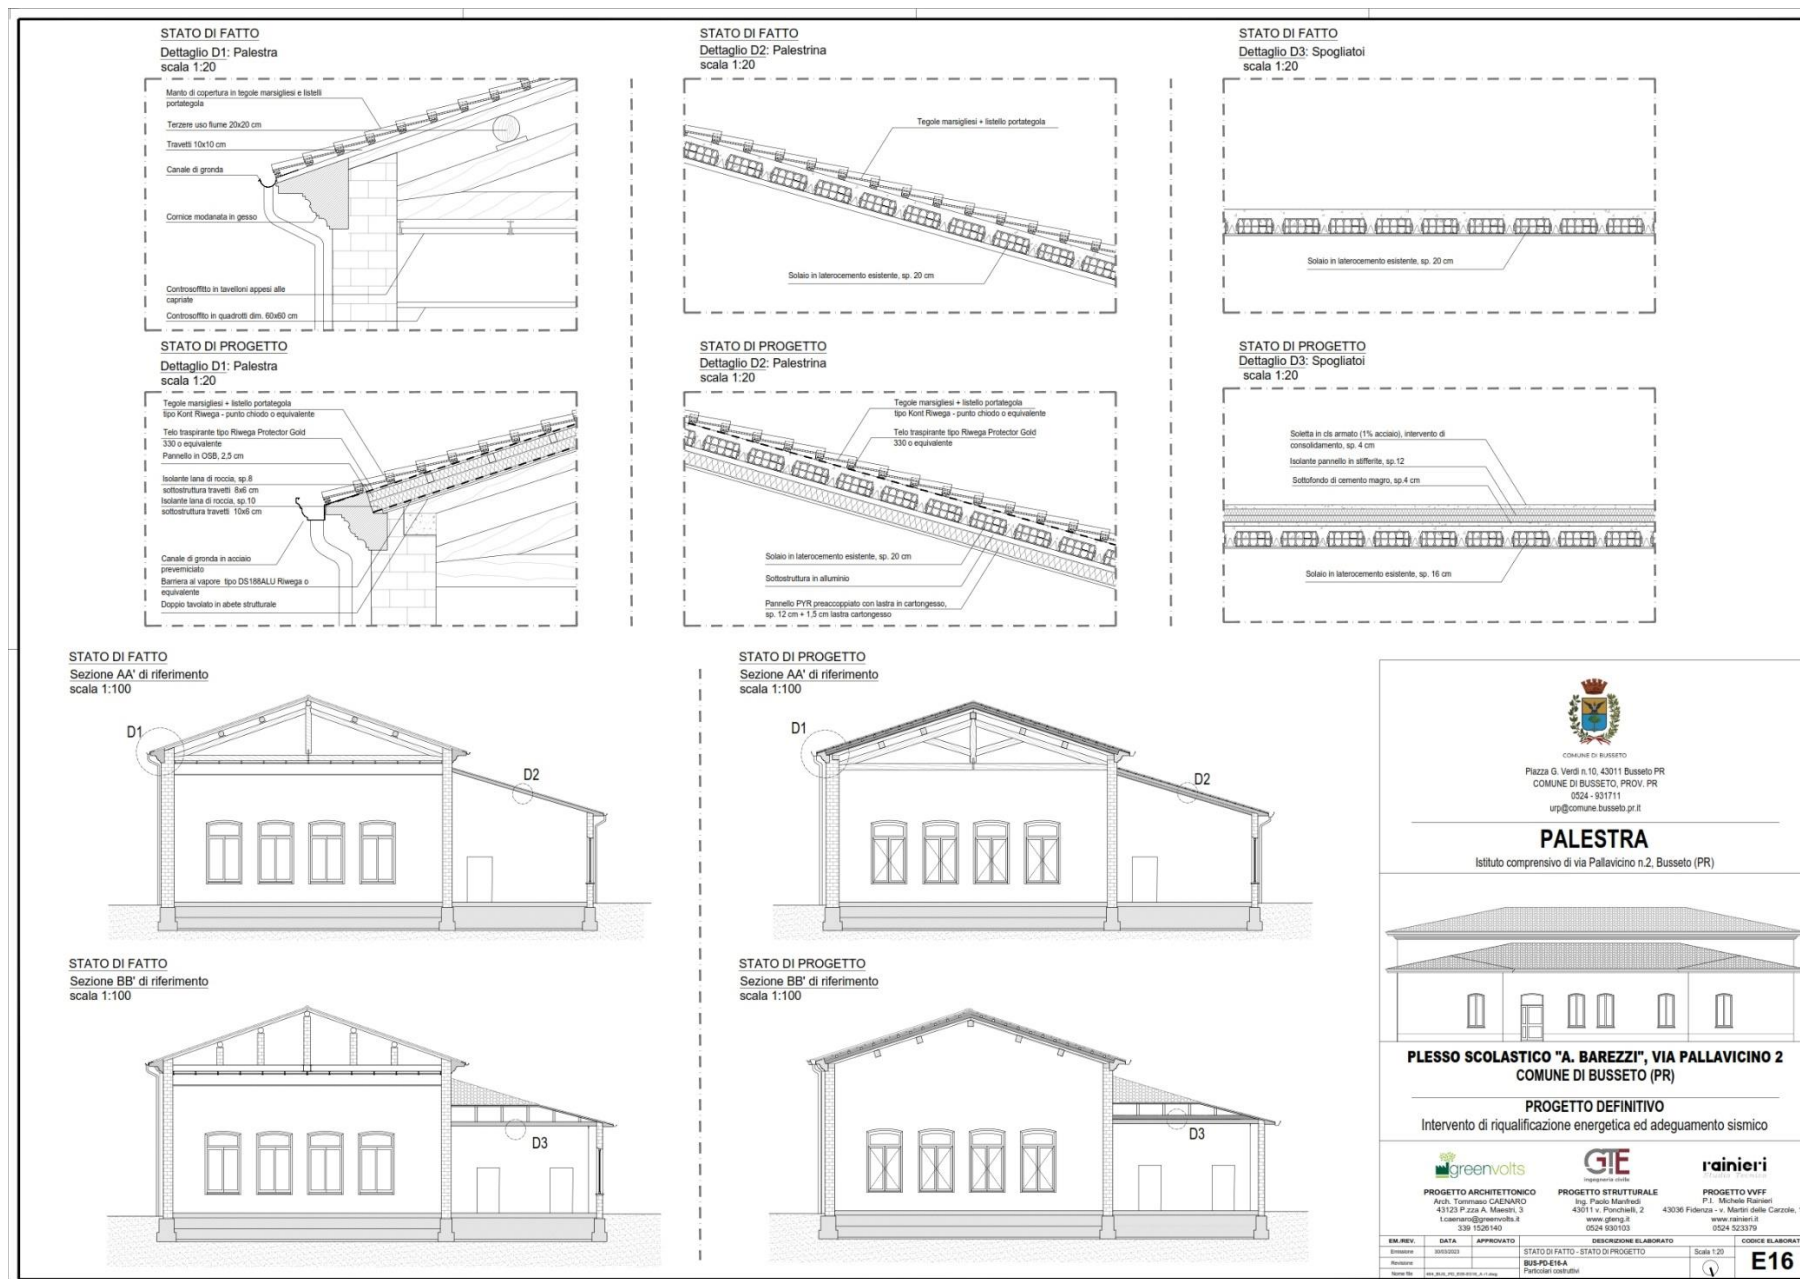 STATO DI FATTO
Dettaglio D1: Palestra
scala 1:20
Manto di copertura in tegole marsigliesi e listelli
portategola
Terzere uso fiume 20x20 cm
Travetti 10x10 cm
Canale di gronda
Cornice modanata in gesso
Controsoffitto in tavelloni appesi alle
capriate
Controsoffitto in quadrotti dim. 60x60 cm
STATO DI FATTO
Dettaglio D2: Palestrina
scala 1:20
Tegole marsigliesi + listello portategola
Solaio in laterocemento esistente, sp. 20 cm
STATO DI FATTO
Dettaglio D3: Spogliatoi
scala 1:20
Solaio in laterocemento esistente, sp. 20 cm
STATO DI PROGETTO
Dettaglio D1: Palestra
scala 1:20
Tegole marsigliesi + listello portategola
tipo Kont Riwega - punto chiodo o equivalente
Telo traspirante tipo Riwega Protector Gold
330 o equivalente
Pannello in OSB, 2,5 cm
Isolante lana di roccia, sp.8
sottostruttura travetti 8x6 cm
Isolante lana di roccia, sp.10
sottostruttura travetti 10x6 cm
Canale di gronda in acciaio
preverniciato
Barriera al vapore tipo DS188ALU Riwega o
equivalente
Doppio tavolato in abete strutturale
STATO DI PROGETTO
Dettaglio D2: Palestrina
scala 1:20
Tegole marsigliesi + listello portategola
tipo Kont Riwega - punto chiodo o equivalente
Telo traspirante tipo Riwega Protector Gold
330 o equivalente
Solaio in laterocemento esistente, sp. 20 cm
Sottostruttura in alluminio
Pannello PYR preaccoppiato con lastra in cartongesso,
sp. 12 cm + 1,5 cm lastra cartongesso
STATO DI PROGETTO
Dettaglio D3: Spogliatoi
scala 1:20
Soletta in cls armato (1% acciaio), intervento di
consolidamento, sp. 4 cm
Isolante pannello in stifferite, sp.12
Sottofondo di cemento magro, sp.4 cm
Solaio in laterocemento esistente, sp. 16 cm
STATO DI FATTO
Sezione AA' di riferimento
scala 1:100
D1
D2
STATO DI PROGETTO
Sezione AA' di riferimento
scala 1:100
D1
D2
STATO DI FATTO
Sezione BB' di riferimento
scala 1:100
D3
STATO DI PROGETTO
Sezione BB' di riferimento
scala 1:100
D3
COMUNE DI BUSSETO
Piazza G. Verdi n.10, 43011 Busseto PR
COMUNE DI BUSSETO, PROV. PR
0524 - 931711
urp@comune.busseto.pr.it
PALESTRA
Istituto comprensivo di via Pallavicino n.2, Busseto (PR)
PLESSO SCOLASTICO "A. BAREZZI", VIA PALLAVICINO 2
COMUNE DI BUSSETO (PR)
PROGETTO DEFINITIVO
Intervento di riqualificazione energetica ed adeguamento sismico
greenvolts
GTE
ingegneria civile
rainieri
PROGETTO ARCHITETTONICO
Arch. Tommaso CAENARO
43123 P.zza A. Maestri, 3
t.caenaro@greenvolts.it
339 1526140
PROGETTO STRUTTURALE
Ing. Paolo Manfredi
43011 v. Ponchielli, 2
www.gteng.it
0524 930103
PROGETTO VVFF
P.I. Michele Rainieri
43036 Fidenza - v. Martiri delle Carzole,
www.rainieri.it
0524 523379
EM./REV. DATA APPROVATO DESCRIZIONE ELABORATO CODICE ELABORAT
Emissione 30/03/2023 STATO DI FATTO - STATO DI PROGETTO Scala 1:20 E16
Revisione BUS-PD-E16-A
Nome file Particolari costruttivi